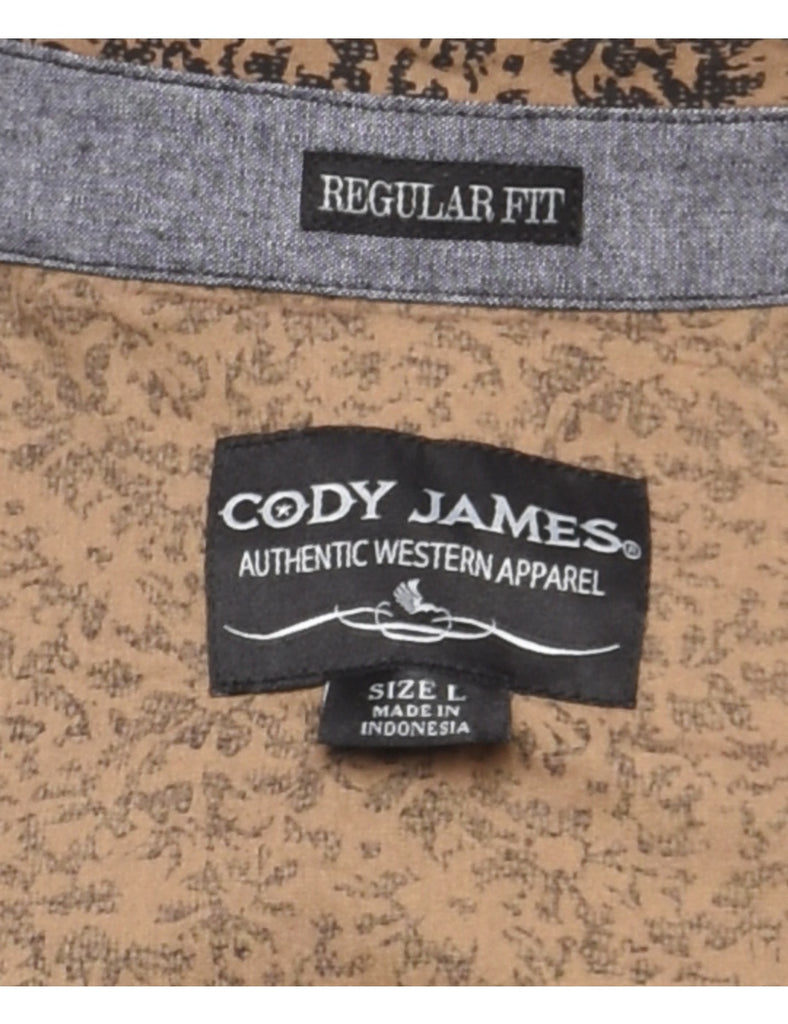 REGULAR FIT
CODY JAMES®
AUTHENTIC WESTERN APPAREL
SIZE L
MADE IN
INDONESIA